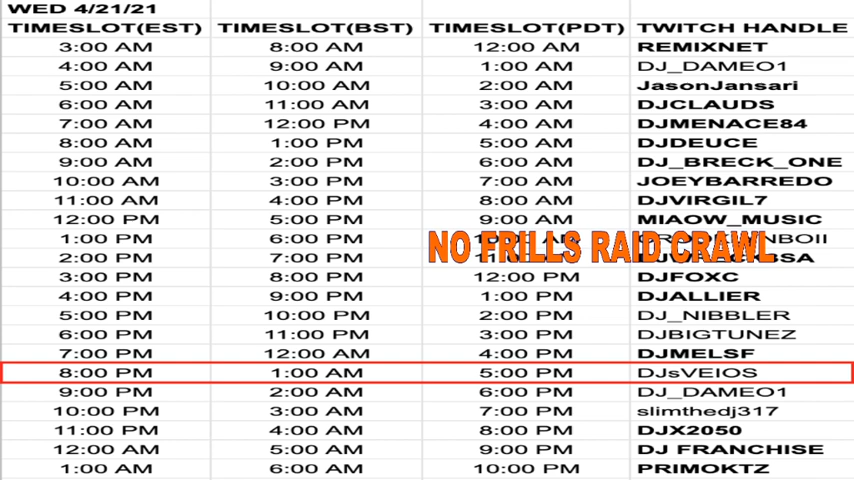 WED 4/21/21
TIMESLOT(EST) TIMESLOT(BST) TIMESLOT(PDT) TWITCH HANDLE
3:00 AM 8:00 AM 12:00 AM REMIXNET
4:00 AM 9:00 AM 1:00 AM DJ_DAMEO1
5:00 AM 10:00 AM 2:00 AM JasonJansari
6:00 AM 11:00 AM 3:00 AM DJCLAUDS
7:00 AM 12:00 PM 4:00 AM DJMENACE84
8:00 AM 1:00 PM 5:00 AM DJDEUCE
9:00 AM 2:00 PM 6:00 AM DJ_BRECK_ONE
10:00 AM 3:00 PM 7:00 AM JOEYBARREDO
11:00 AM 4:00 PM 8:00 AM DJVIRGIL7
12:00 PM 5:00 PM 9:00 AM MIAOW_MUSIC
1:00 PM 6:00 PM
NO FRILLS RAID CRAWL
2:00 PM 7:00 PM
3:00 PM 8:00 PM 12:00 PM DJFOXC
4:00 PM 9:00 PM 1:00 PM DJALLIER
5:00 PM 10:00 PM 2:00 PM DJ_NIBBLER
6:00 PM 11:00 PM 3:00 PM DJBIGTUNEZ
7:00 PM 12:00 AM 4:00 PM DJMELSF
8:00 PM 1:00 AM 5:00 PM DJsVEIOS
9:00 PM 2:00 AM 6:00 PM DJ_DAMEO1
10:00 PM 3:00 AM 7:00 PM slimthedj317
11:00 PM 4:00 AM 8:00 PM DJX2050
12:00 AM 5:00 AM 9:00 PM DJ FRANCHISE
1:00 AM 6:00 AM 10:00 PM PRIMOKTZ